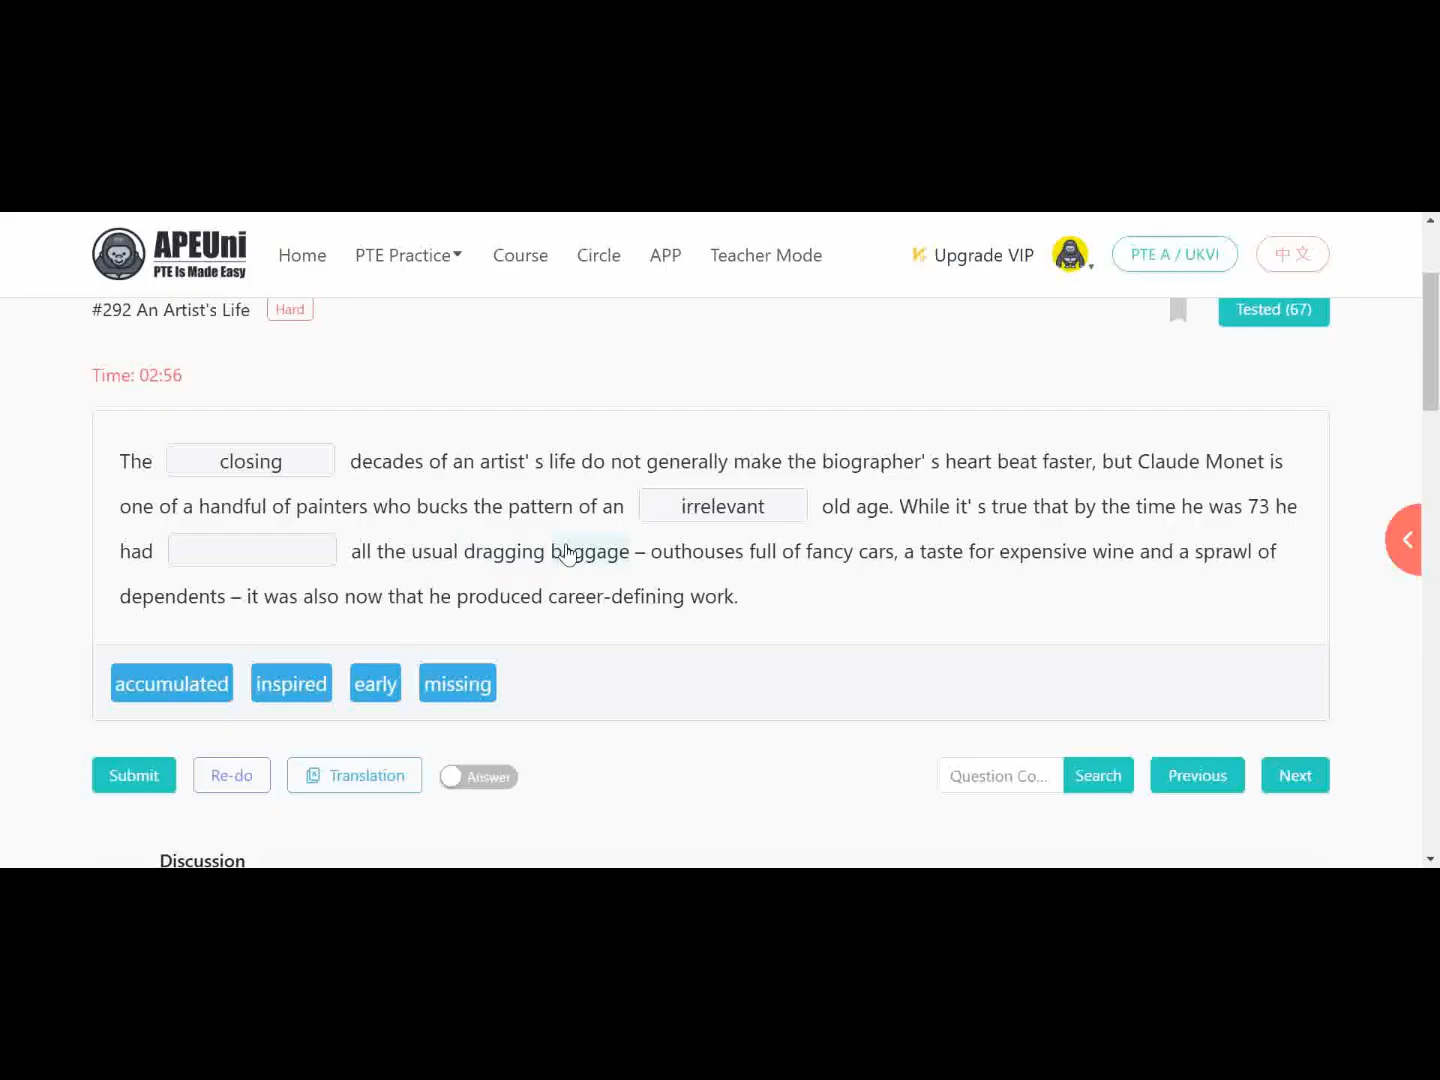 APEUni
PTE Is Made Easy
Home PTE Practice Course Circle APP Teacher Mode Upgrade VIP PTE A / UKVI 中文
#292 An Artist's Life Hard Tested (67)
Time: 02:56
The closing decades of an artist' s life do not generally make the biographer' s heart beat faster, but Claude Monet is
one of a handful of painters who bucks the pattern of an irrelevant old age. While it' s true that by the time he was 73 he
had all the usual dragging baggage – outhouses full of fancy cars, a taste for expensive wine and a sprawl of
dependents – it was also now that he produced career-defining work.
accumulated inspired early missing
Submit Re-do Translation Answer Question Co... Search Previous Next
Discussion